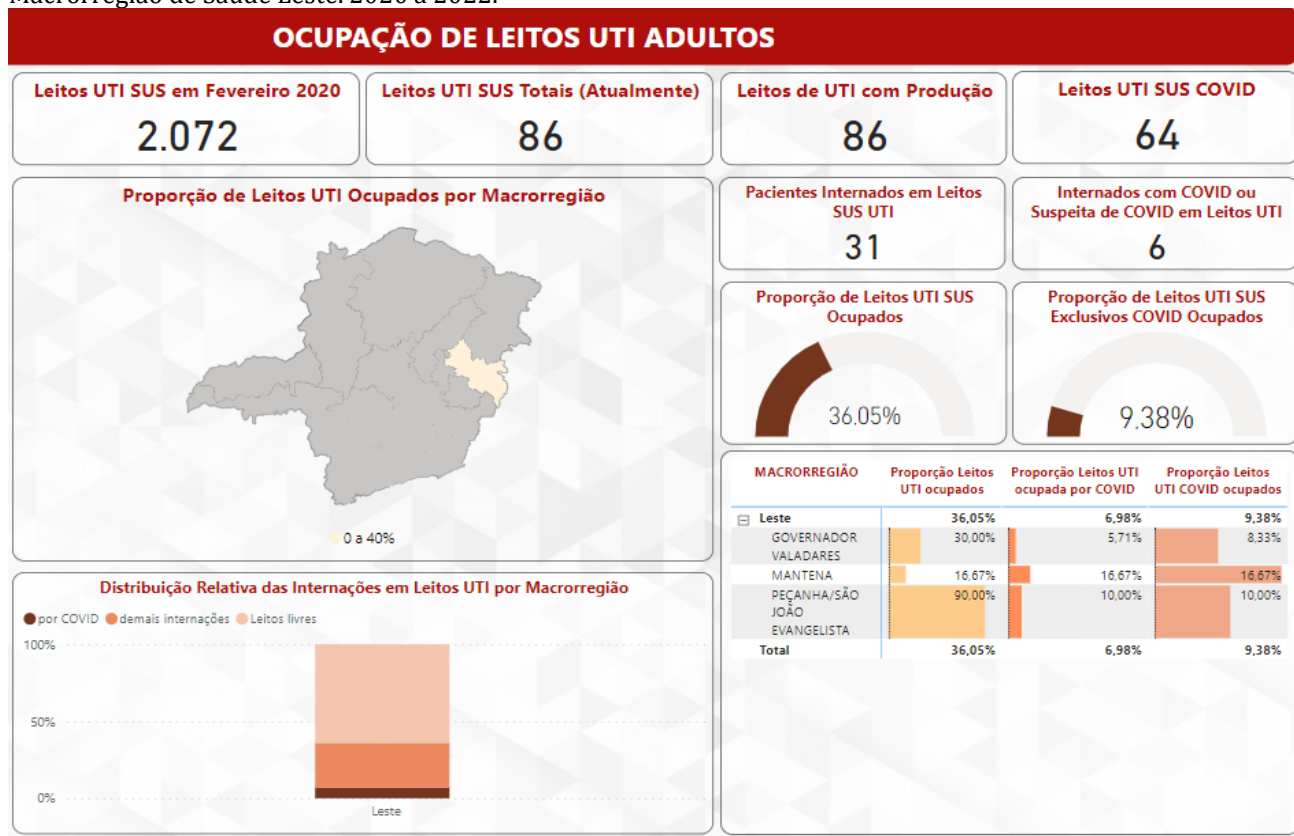 Macrorregião de Saúde Leste. 2020 a 2022.
OCUPAÇÃO DE LEITOS UTI ADULTOS
Leitos UTI SUS em Fevereiro 2020
2.072
Leitos UTI SUS Totais (Atualmente)
86
Leitos de UTI com Produção
86
Leitos UTI SUS COVID
64
Proporção de Leitos UTI Ocupados por Macrorregião
0 a 40%
Pacientes Internados em Leitos
SUS UTI
31
Internados com COVID ou
Suspeita de COVID em Leitos UTI
6
Proporção de Leitos UTI SUS
Ocupados
36,05%
Proporção de Leitos UTI SUS
Exclusivos COVID Ocupados
9,38%
Distribuição Relativa das Internações em Leitos UTI por Macrorregião
por COVID demais internações Leitos livres
100%
50%
0%
Leste
MACRORREGIÃO Proporção Leitos Proporção Leitos UTI Proporção Leitos
UTI ocupados ocupada por COVID UTI COVID ocupados
Leste 36,05% 6,98% 9,38%
GOVERNADOR 30,00% 5,71% 8,33%
VALADARES
MANTENA 16,67% 16,67% 16,67%
PEÇANHA/SÃO 90,00% 10,00% 10,00%
JOÃO
EVANGELISTA
Total 36,05% 6,98% 9,38%